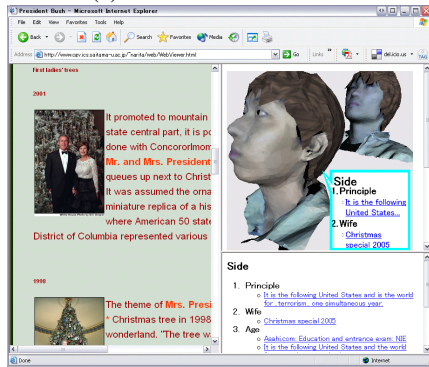 President Bush - Microsoft Internet Explorer
File Edit View Favorites Tools Help
Back Search Favorites Media
Address http://www.cev.ics.saitama-u.ac.jp/~narita/web/WebViewer.html Go Links » del.icio.us TAG
First ladies' trees
2001
It promoted to mountain
state central part, it is po
done with Concororlmom
Mr. and Mrs. President
queues up next to Christ
It was assumed the orna
miniature replica of a his
where American 50 state
District of Columbia represented various
1998
The theme of Mrs. Presi
* Christmas tree in 1998
wonderland. "The tree w
Side
1. Principle
It is the following
United States...
2. Wife
Christmas
special 2005
Side
1. Principle
It is the following United States and is the world
for .terrorism.. one simultaneous year.
2. Wife
Christmas special 2005
3. Age
Asahi.com: Education and entrance exam: NIE
It is the following United States and the world
Done Internet